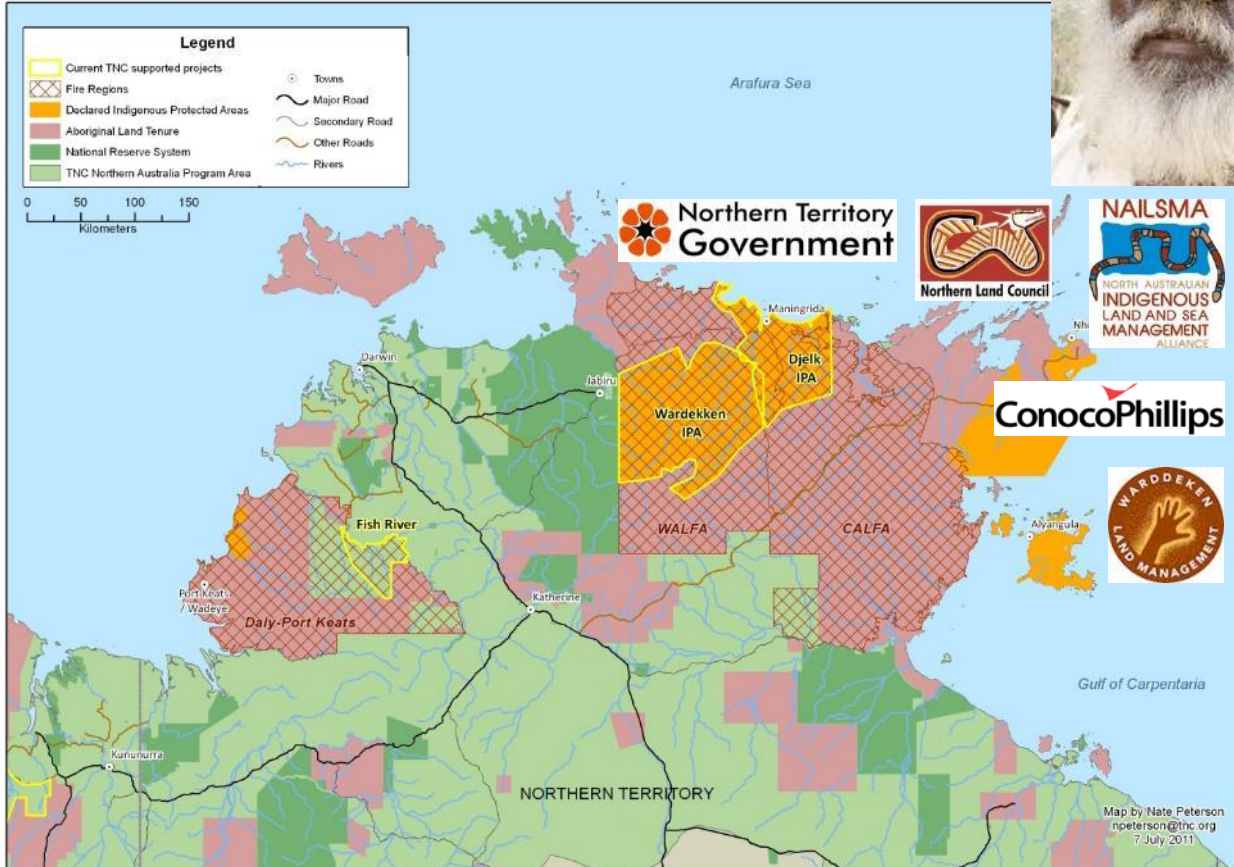 Legend
Current TNC supported projects
Fire Regions
Declared Indigenous Protected Areas
Aboriginal Land Tenure
National Reserve System
TNC Northern Australia Program Area
Towns
Major Road
Secondary Road
Other Roads
Rivers
0 25 50 100 150
Kilometers
Arafura Sea
Northern Territory
Government
Northern Land Council
NAILSMA
NORTH AUSTRALIAN
INDIGENOUS
LAND AND SEA
MANAGEMENT
ALLIANCE
Maningrida
Nh
Darwin
Djelk
IPA
Jabiru
Wardekken
IPA
ConocoPhillips
WARDDEKEN
LAND MANAGEMENT
Fish River
WALFA
CALFA
Alyangula
Port Keats
/ Wadeye
Katherine
Daly-Port Keats
Gulf of Carpentaria
Kununurra
NORTHERN TERRITORY
Map by Nate Peterson
npeterson@tnc.org
7 July 2011